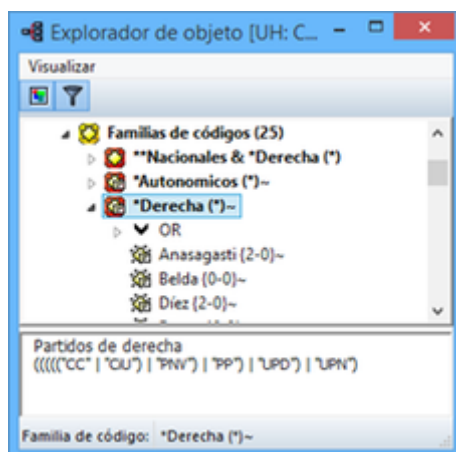 Explorador de objeto [UH: C...
Visualizar
Familias de códigos (25)
**Nacionales & *Derecha (*)
*Autonomicos (*)~
*Derecha (*)~
OR
Anasagasti {2-0}~
Belda {0-0}~
Díez {2-0}~
Partidos de derecha
((((("CC" | "CiU") | "PNV") | "PP") | "UPD") | "UPN")
Familia de código: *Derecha (*)~